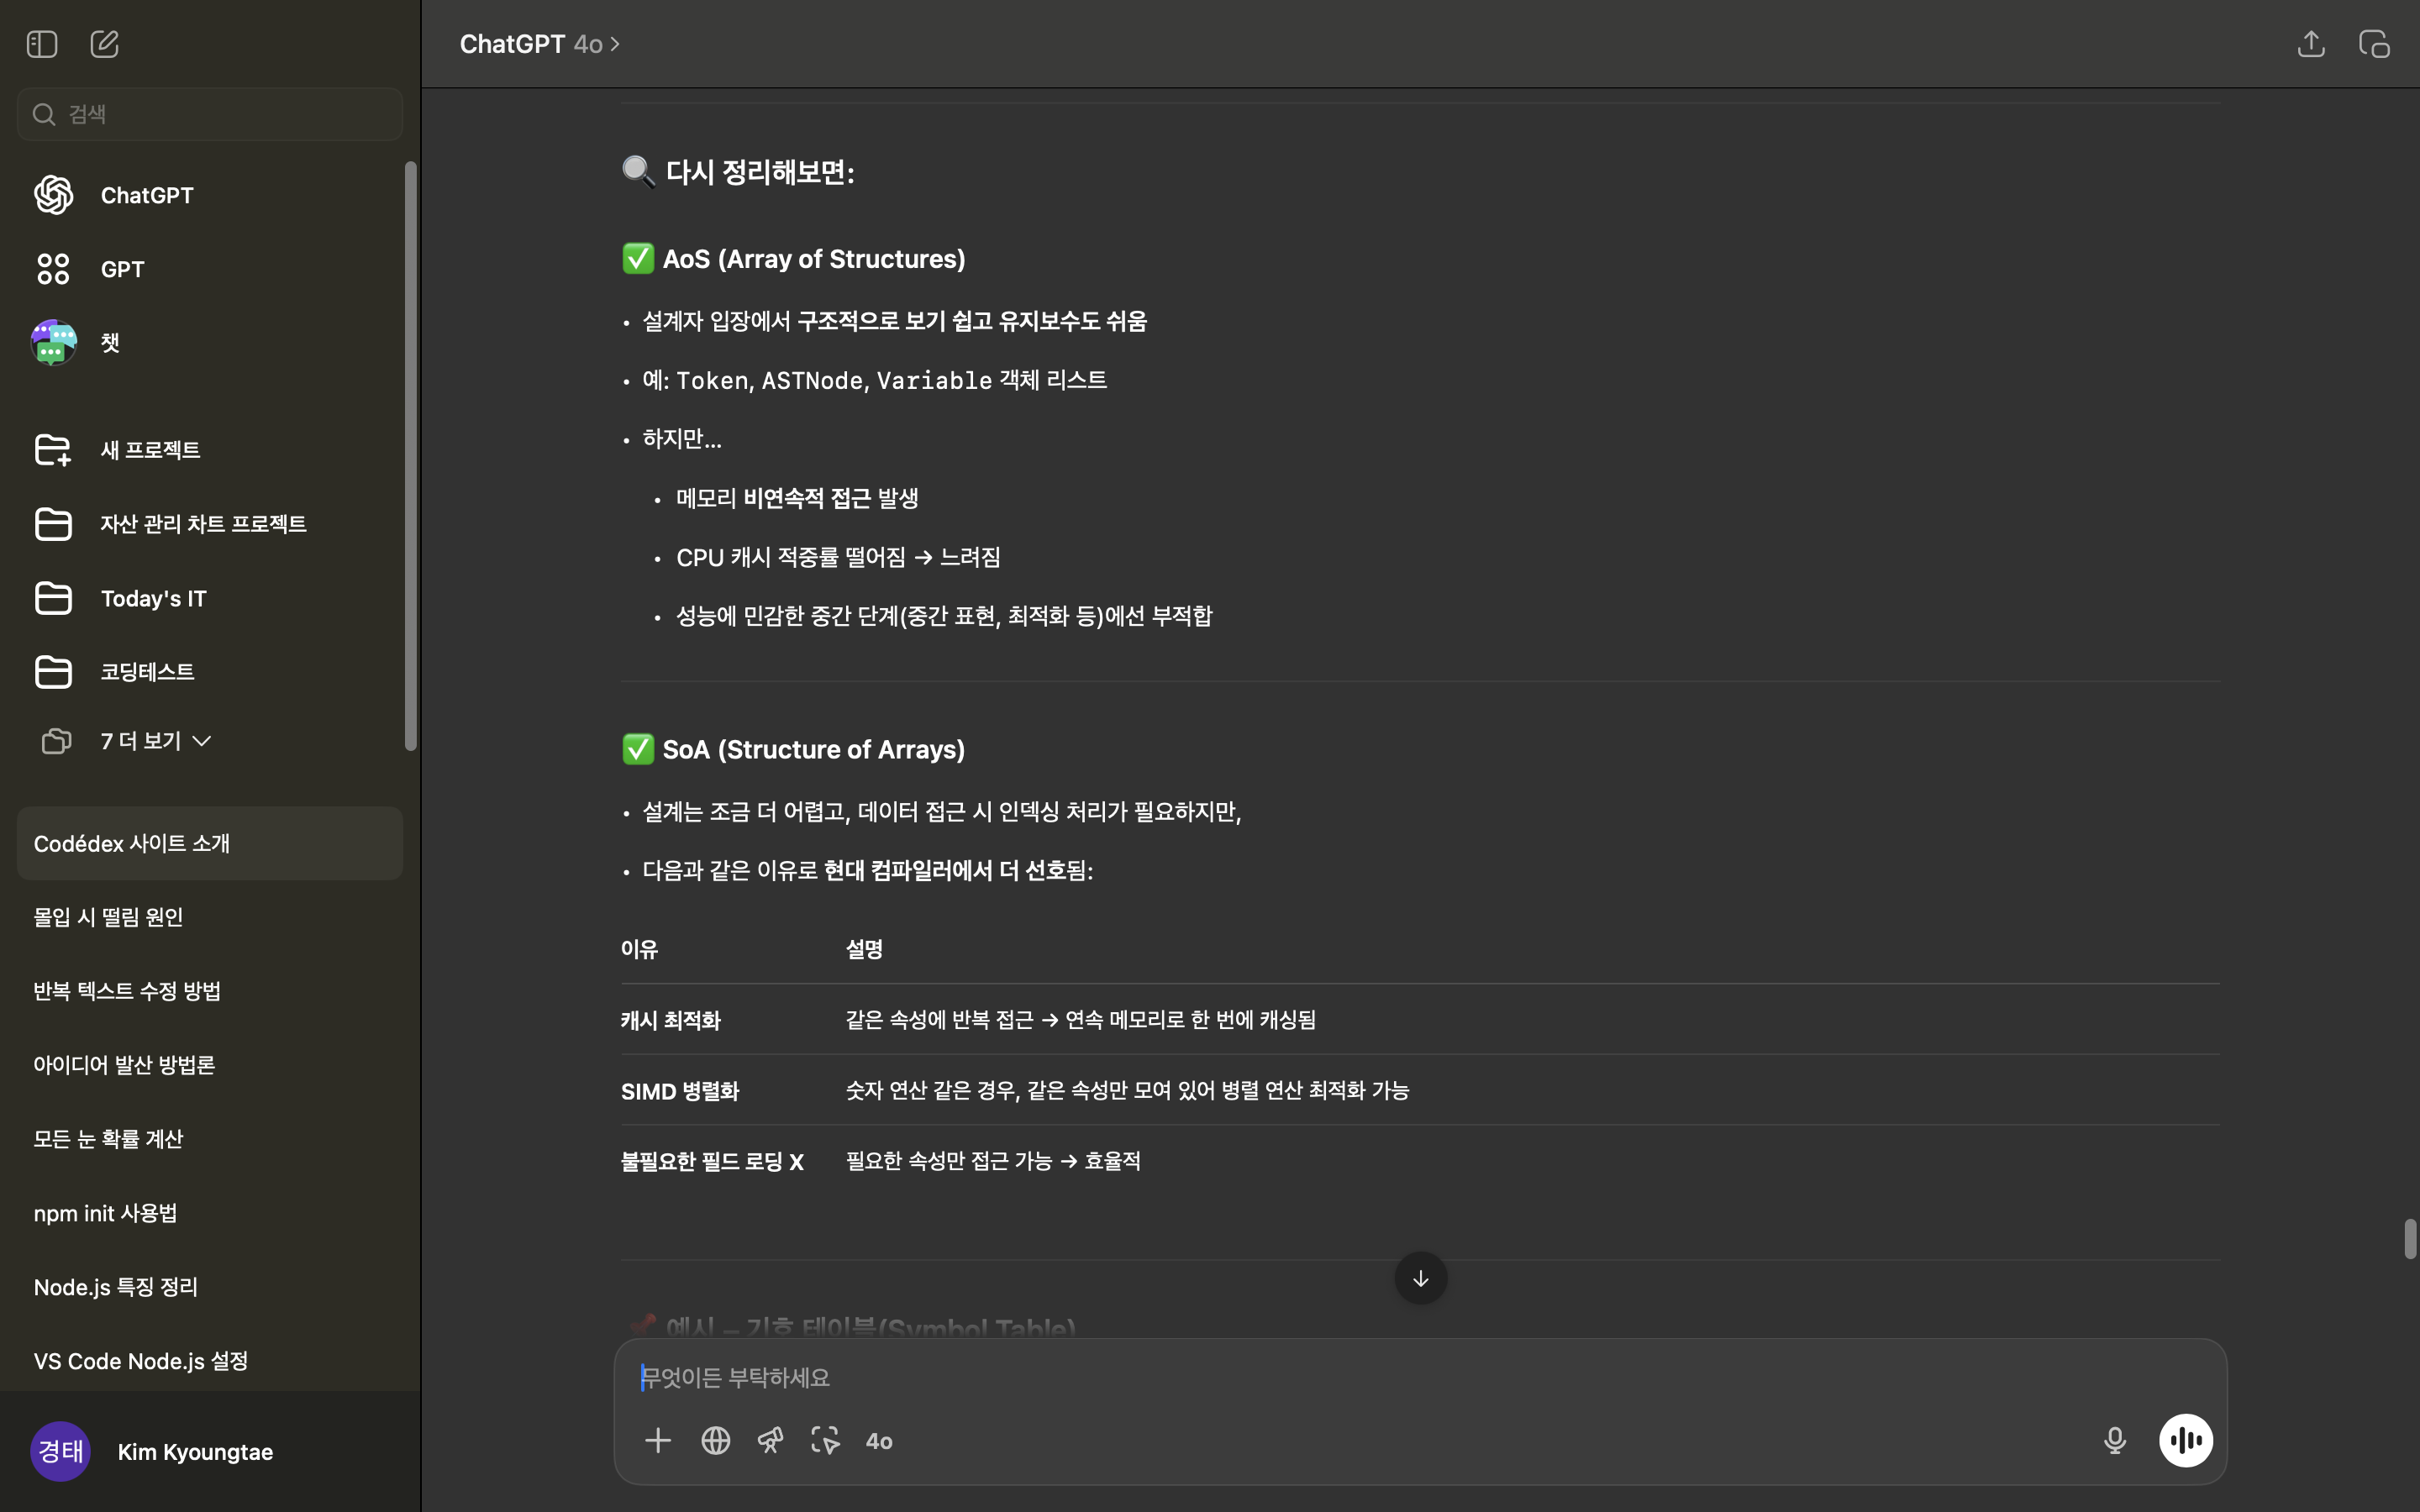 검색
ChatGPT
GPT
챗
새 프로젝트
자산 관리 차트 프로젝트
Today's IT
코딩테스트
7 더 보기
Codédex 사이트 소개
몰입 시 떨림 원인
반복 텍스트 수정 방법
아이디어 발산 방법론
모든 눈 확률 계산
npm init 사용법
Node.js 특징 정리
VS Code Node.js 설정
경태 Kim Kyoungtae
ChatGPT 4o
다시 정리해보면:
AoS (Array of Structures)
• 설계자 입장에서 구조적으로 보기 쉽고 유지보수도 쉬움
• 예: Token, ASTNode, Variable 객체 리스트
• 하지만...
• 메모리 비연속적 접근 발생
• CPU 캐시 적중률 떨어짐 → 느려짐
• 성능에 민감한 중간 단계(중간 표현, 최적화 등)에선 부적합
SoA (Structure of Arrays)
• 설계는 조금 더 어렵고, 데이터 접근 시 인덱싱 처리가 필요하지만,
• 다음과 같은 이유로 현대 컴파일러에서 더 선호됨:
이유 설명
캐시 최적화 같은 속성에 반복 접근 → 연속 메모리로 한 번에 캐싱됨
SIMD 병렬화 숫자 연산 같은 경우, 같은 속성만 모여 있어 병렬 연산 최적화 가능
불필요한 필드 로딩 X 필요한 속성만 접근 가능 → 효율적
예시 – 기호 테이블(Symbol Table)
무엇이든 부탁하세요
4o